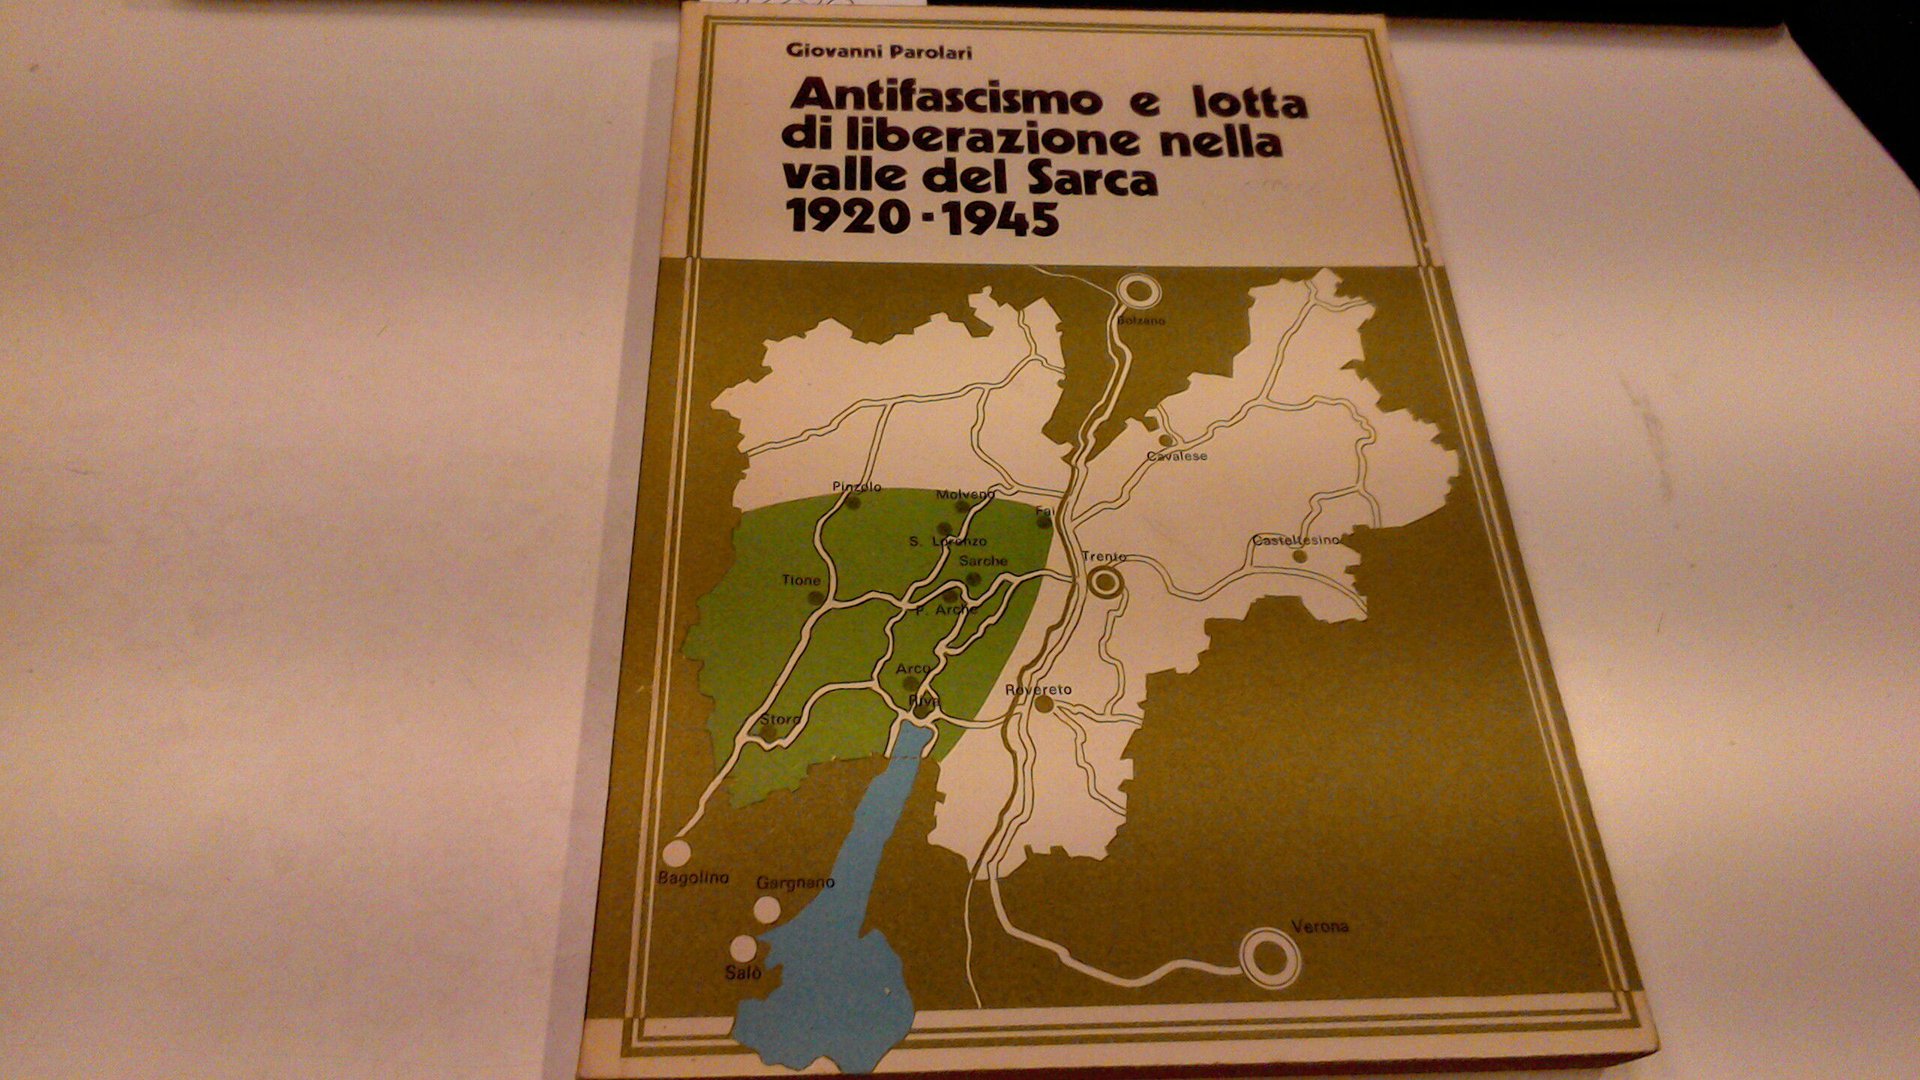 Giovanni Parolari
Antifascismo e lotta
di liberazione nella
valle del Sarca
1920-1945
Bolzano
Cavalese
Pinzolo
Molveno
Fai
S. Lorenzo
Casteltesino
Sarche
Trento
Tione
P. Arche
Arco
Riva
Rovereto
Storo
Bagolino
Gargnano
Verona
Salò